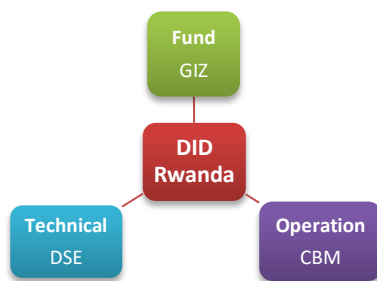 Fund
GIZ
DID
Rwanda
Technical
DSE
Operation
CBM